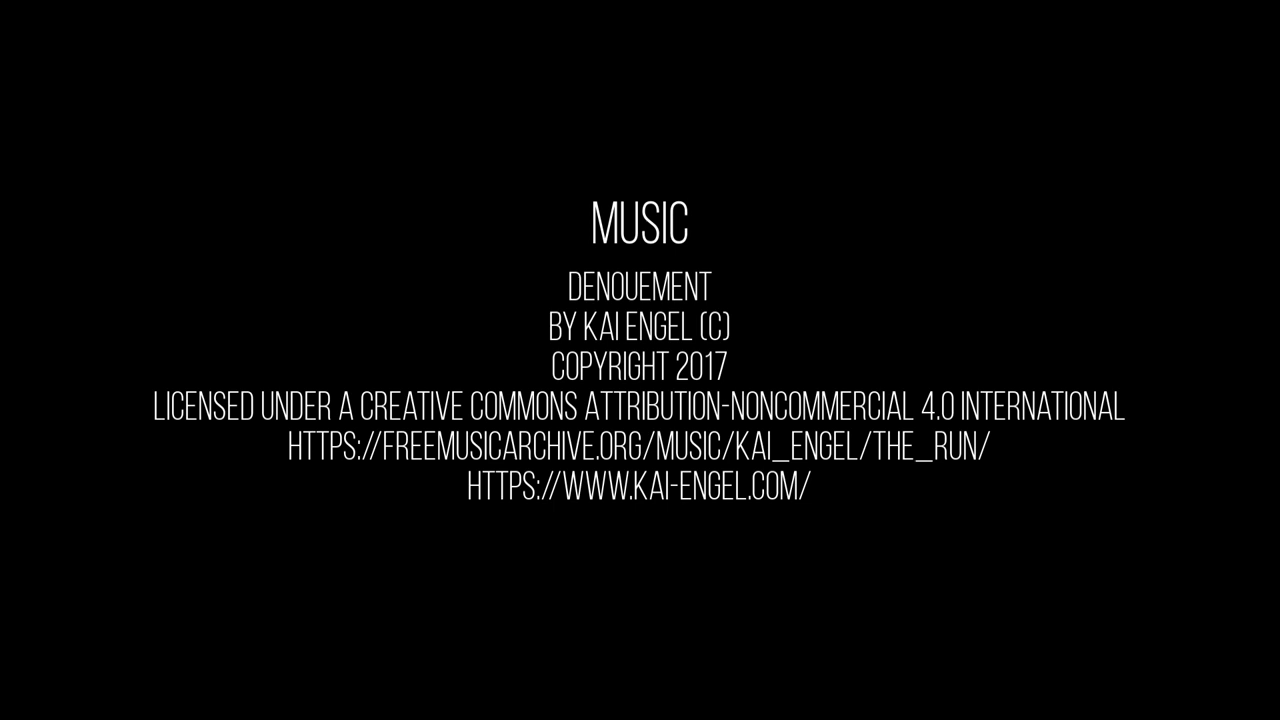 MUSIC
DENOUEMENT
BY KAI ENGEL (C)
COPYRIGHT 2017
LICENSED UNDER A CREATIVE COMMONS ATTRIBUTION-NONCOMMERCIAL 4.0 INTERNATIONAL
HTTPS://FREEMUSICARCHIVE.ORG/MUSIC/KAI_ENGEL/THE_RUN/
HTTPS://WWW.KAI-ENGEL.COM/